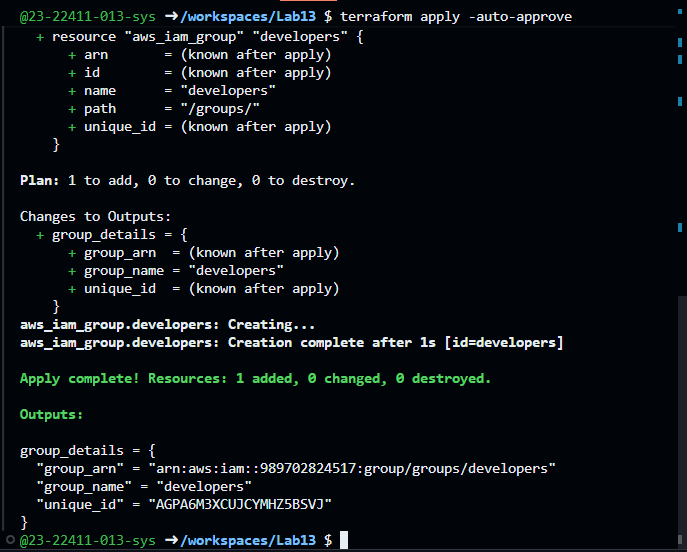 @23-22411-013-sys ➜/workspaces/Lab13 $ terraform apply -auto-approve
  + resource "aws_iam_group" "developers" {
      + arn       = (known after apply)
      + id        = (known after apply)
      + name      = "developers"
      + path      = "/groups/"
      + unique_id = (known after apply)
    }

Plan: 1 to add, 0 to change, 0 to destroy.

Changes to Outputs:
  + group_details = {
      + group_arn  = (known after apply)
      + group_name = "developers"
      + unique_id  = (known after apply)
    }
aws_iam_group.developers: Creating...
aws_iam_group.developers: Creation complete after 1s [id=developers]

Apply complete! Resources: 1 added, 0 changed, 0 destroyed.

Outputs:

group_details = {
  "group_arn" = "arn:aws:iam::989702824517:group/groups/developers"
  "group_name" = "developers"
  "unique_id" = "AGPA6M3XCUJCYMHZ5BSVJ"
}
@23-22411-013-sys ➜/workspaces/Lab13 $